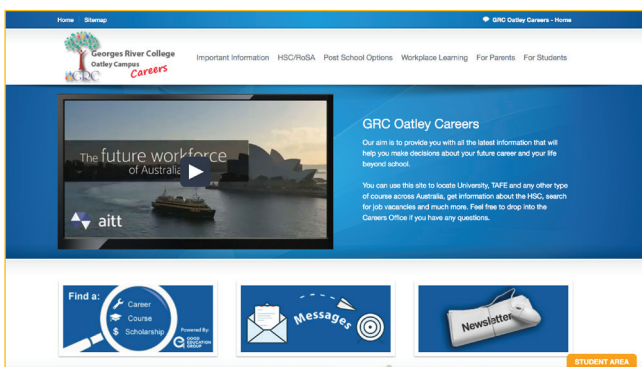 Home Sitemap
GRC Oatley Careers - Home
Georges River College
Oatley Campus
Careers
GRC
Important Information HSC/RoSA Post School Options Workplace Learning For Parents For Students
The future workforce
of Australia
aitt
GRC Oatley Careers
Our aim is to provide you with all the latest information that will
help you make decisions about your future career and your life
beyond school.
You can use this site to locate University, TAFE and any other type
of course across Australia, get information about the HSC, search
for job vacancies and much more. Feel free to drop into the
Careers Office if you have any questions.
Find a:
Career
Course
$ Scholarship
Powered By:
GOOD
EDUCATION
GROUP
Messages
Newsletter
STUDENT AREA